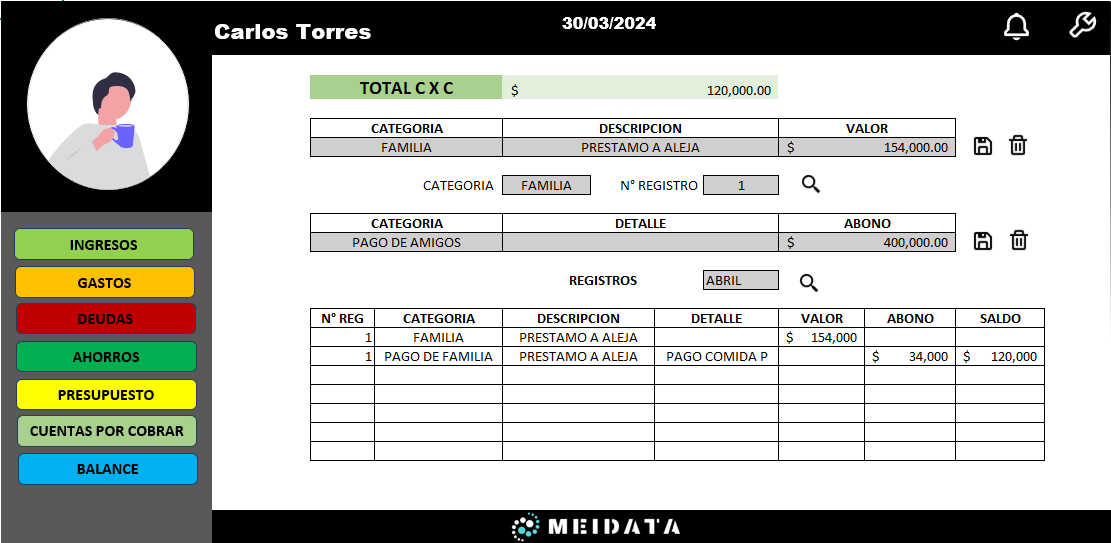 Carlos Torres
30/03/2024
TOTAL C X C $ 120,000.00
CATEGORIA DESCRIPCION VALOR
FAMILIA PRESTAMO A ALEJA $ 154,000.00
CATEGORIA FAMILIA N° REGISTRO 1
CATEGORIA DETALLE ABONO
PAGO DE AMIGOS $ 400,000.00
REGISTROS ABRIL
N° REG CATEGORIA DESCRIPCION DETALLE VALOR ABONO SALDO
1 FAMILIA PRESTAMO A ALEJA $ 154,000
1 PAGO DE FAMILIA PRESTAMO A ALEJA PAGO COMIDA P $ 34,000 $ 120,000
INGRESOS
GASTOS
DEUDAS
AHORROS
PRESUPUESTO
CUENTAS POR COBRAR
BALANCE
MEIDATA